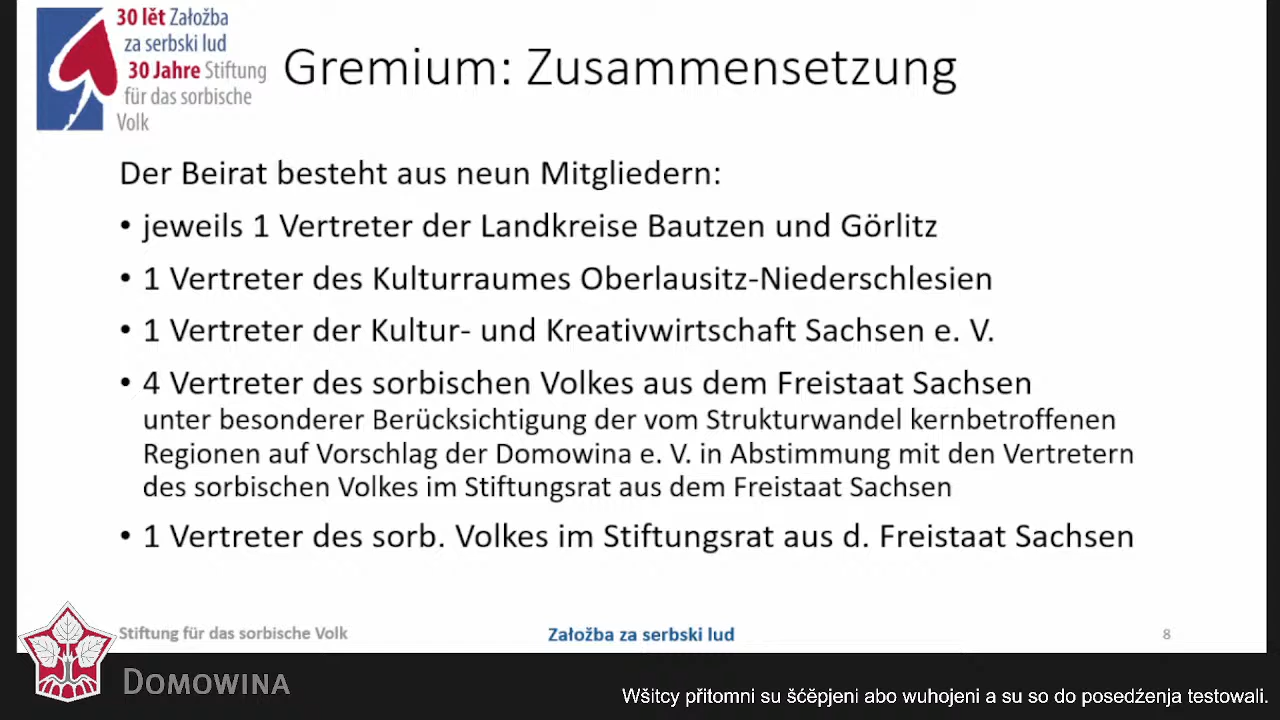 30 lět Załožba
za serbski lud
30 Jahre Stiftung
für das sorbische
Volk
Gremium: Zusammensetzung
Der Beirat besteht aus neun Mitgliedern:
• jeweils 1 Vertreter der Landkreise Bautzen und Görlitz
• 1 Vertreter des Kulturraumes Oberlausitz-Niederschlesien
• 1 Vertreter der Kultur- und Kreativwirtschaft Sachsen e. V.
• 4 Vertreter des sorbischen Volkes aus dem Freistaat Sachsen
unter besonderer Berücksichtigung der vom Strukturwandel kernbetroffenen
Regionen auf Vorschlag der Domowina e. V. in Abstimmung mit den Vertretern
des sorbischen Volkes im Stiftungsrat aus dem Freistaat Sachsen
• 1 Vertreter des sorb. Volkes im Stiftungsrat aus d. Freistaat Sachsen
Stiftung für das sorbische Volk
Załožba za serbski lud
8
DOMOWINA
Wšitcy přitomni su šćěpjeni abo wuhojeni a su so do posedźenja testowali.